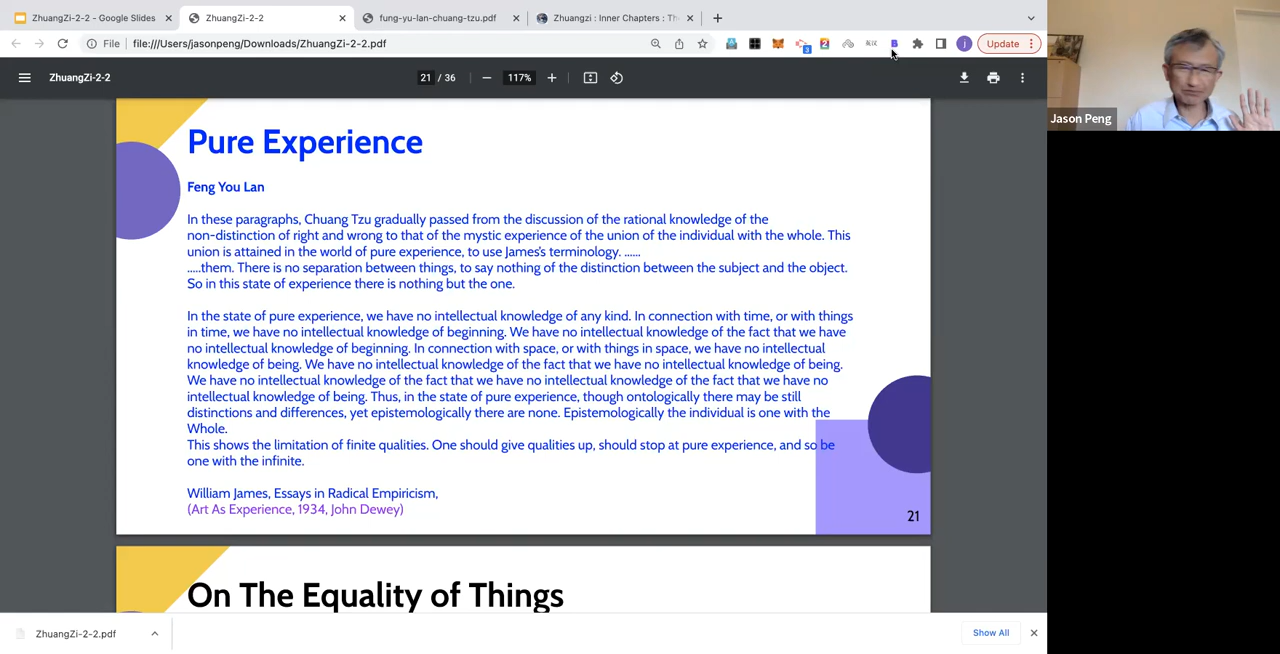 ZhuangZi-2-2 - Google Slides
ZhuangZi-2-2
fung-yu-lan-chuang-tzu.pdf
Zhuangzi : Inner Chapters : Th
File
file:///Users/jasonpeng/Downloads/ZhuangZi-2-2.pdf
Update
ZhuangZi-2-2
21 / 36
117%
Jason Peng
Pure Experience
Feng You Lan
In these paragraphs, Chuang Tzu gradually passed from the discussion of the rational knowledge of the
non-distinction of right and wrong to that of the mystic experience of the union of the individual with the whole. This
union is attained in the world of pure experience, to use James's terminology. ......
.....them. There is no separation between things, to say nothing of the distinction between the subject and the object.
So in this state of experience there is nothing but the one.
In the state of pure experience, we have no intellectual knowledge of any kind. In connection with time, or with things
in time, we have no intellectual knowledge of beginning. We have no intellectual knowledge of the fact that we have
no intellectual knowledge of beginning. In connection with space, or with things in space, we have no intellectual
knowledge of being. We have no intellectual knowledge of the fact that we have no intellectual knowledge of being.
We have no intellectual knowledge of the fact that we have no intellectual knowledge of the fact that we have no
intellectual knowledge of being. Thus, in the state of pure experience, though ontologically there may be still
distinctions and differences, yet epistemologically there are none. Epistemologically the individual is one with the
Whole.
This shows the limitation of finite qualities. One should give qualities up, should stop at pure experience, and so be
one with the infinite.
William James, Essays in Radical Empiricism,
(Art As Experience, 1934, John Dewey)
21
On The Equality of Things
ZhuangZi-2-2.pdf
Show All